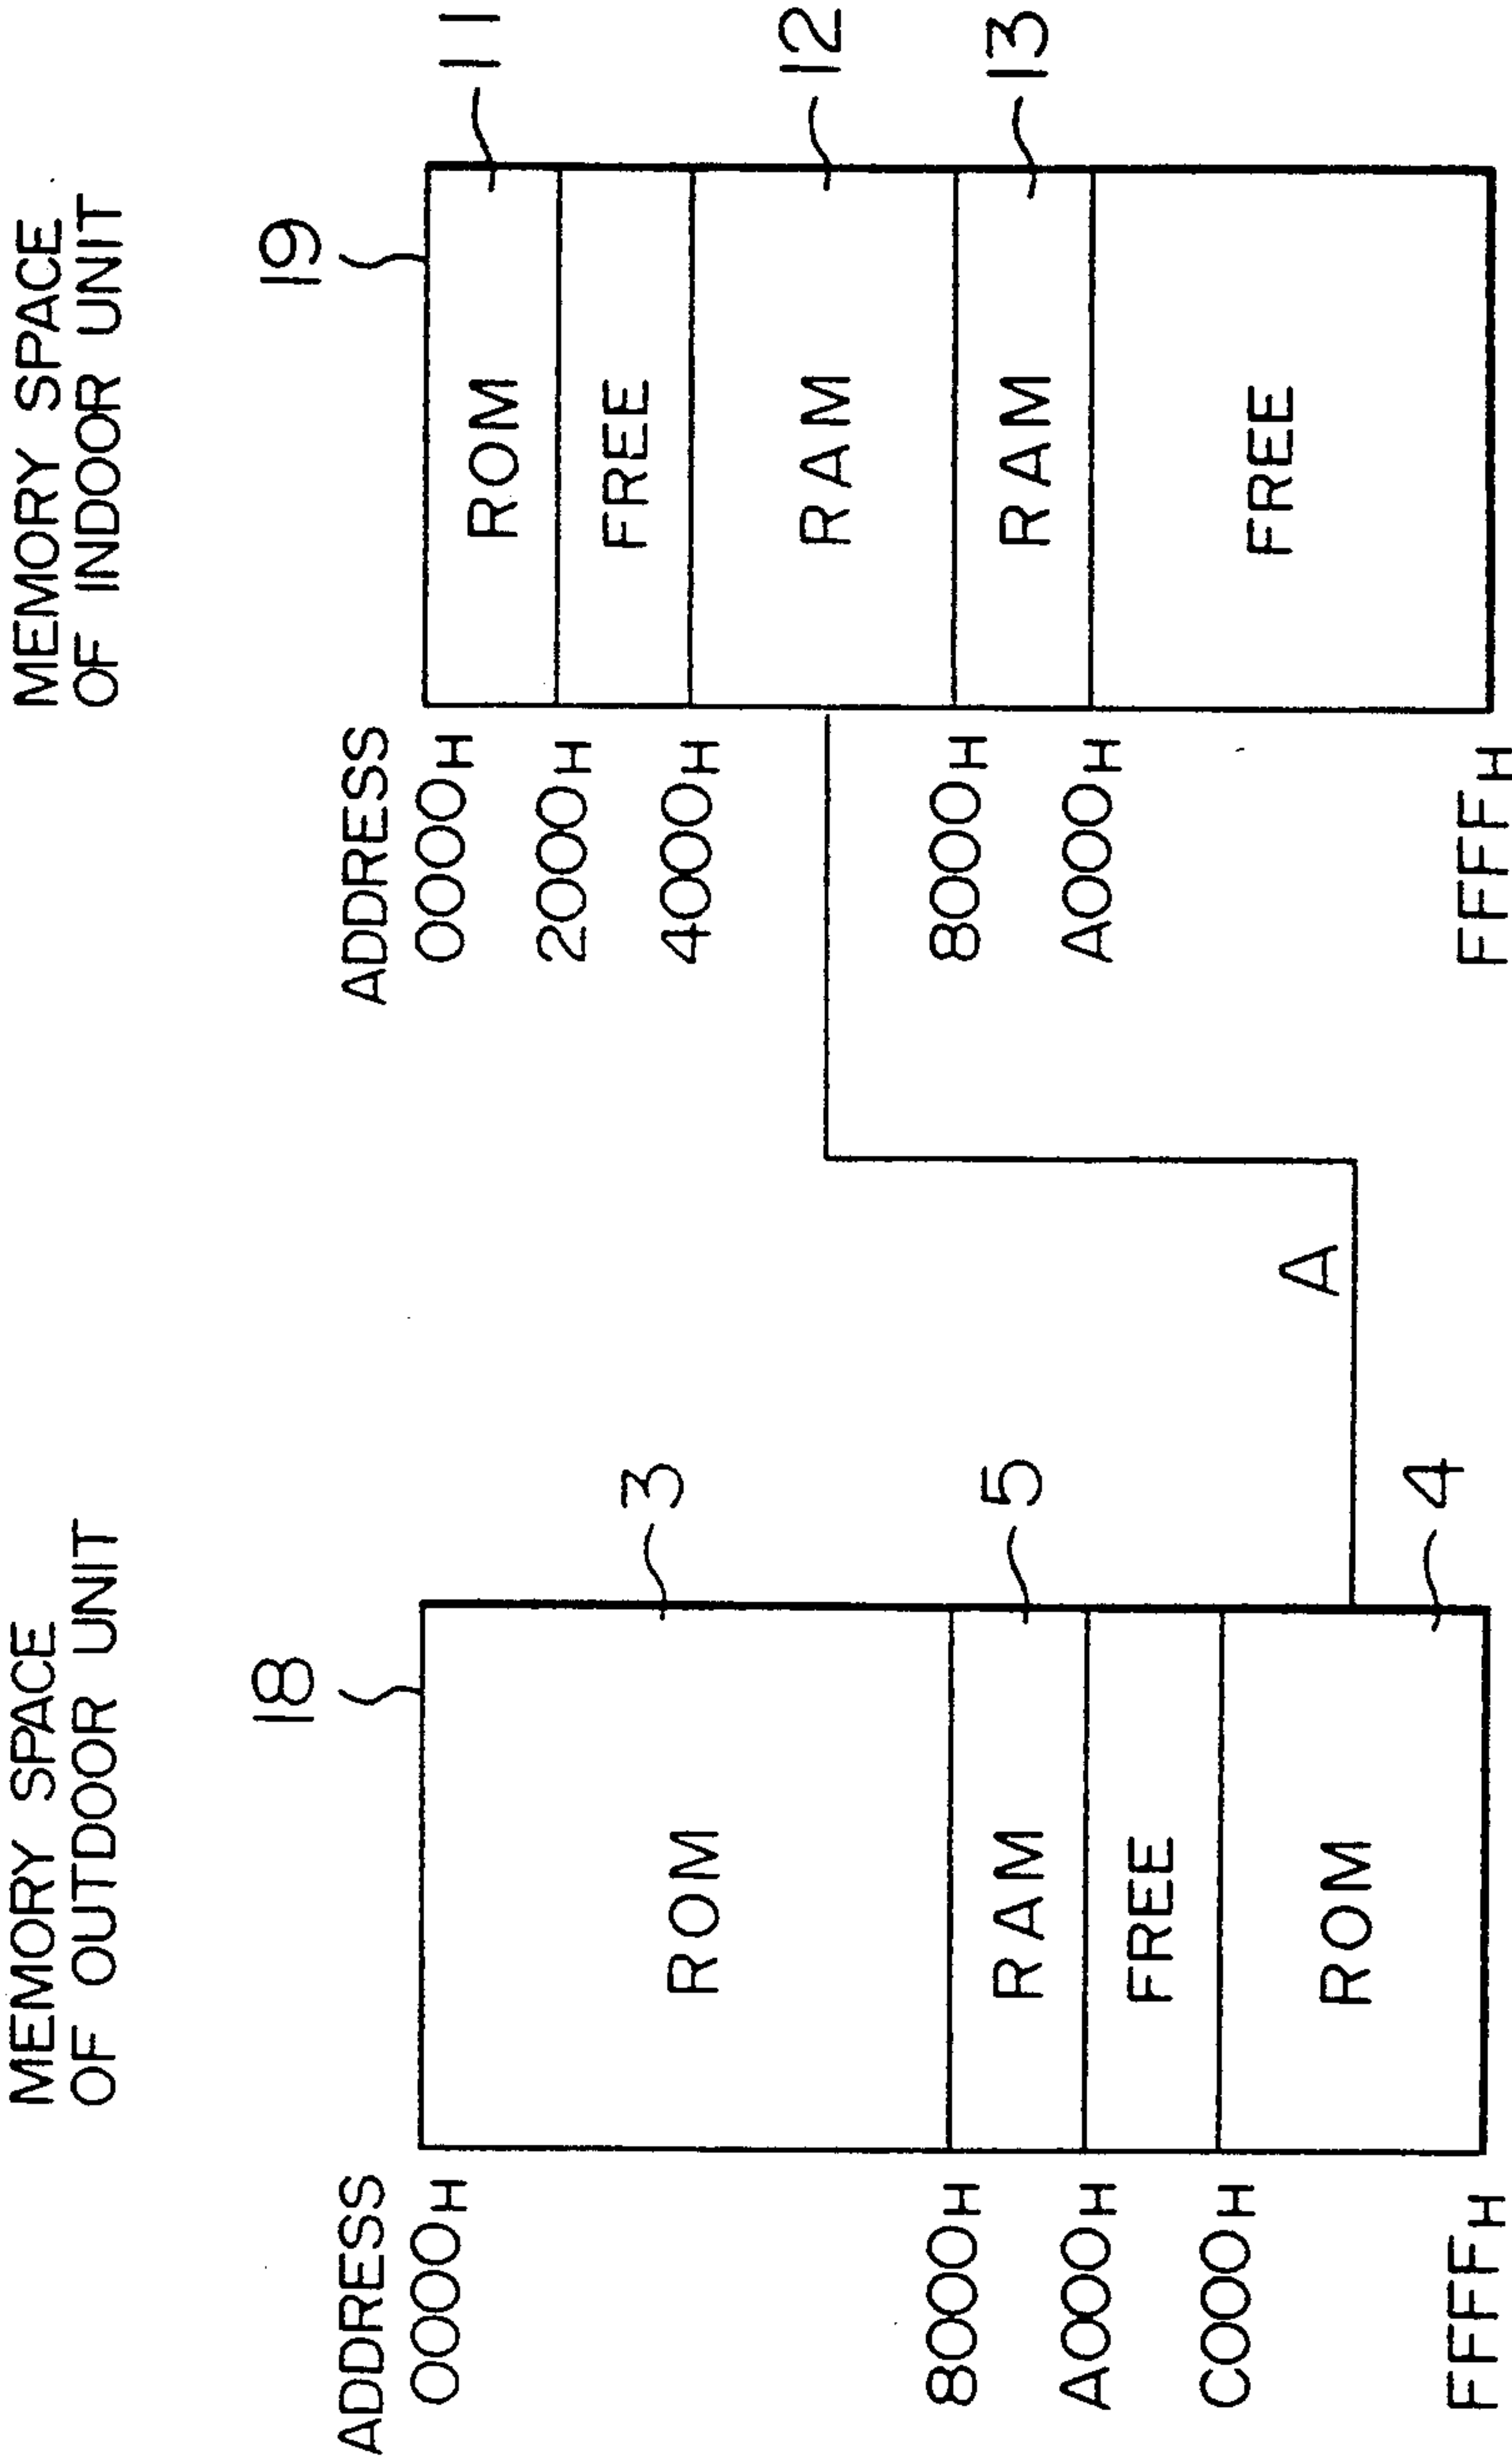 MEMORY SPACE
OF OUTDOOR UNIT
18
ADDRESS
0000H
ROM
3
8000H
RAM
5
A000H
FREE
C000H
ROM
4
FFFFH
A
MEMORY SPACE
OF INDOOR UNIT
19
ADDRESS
0000H
ROM
11
2000H
FREE
4000H
RAM
12
8000H
RAM
13
A000H
FREE
FFFFH